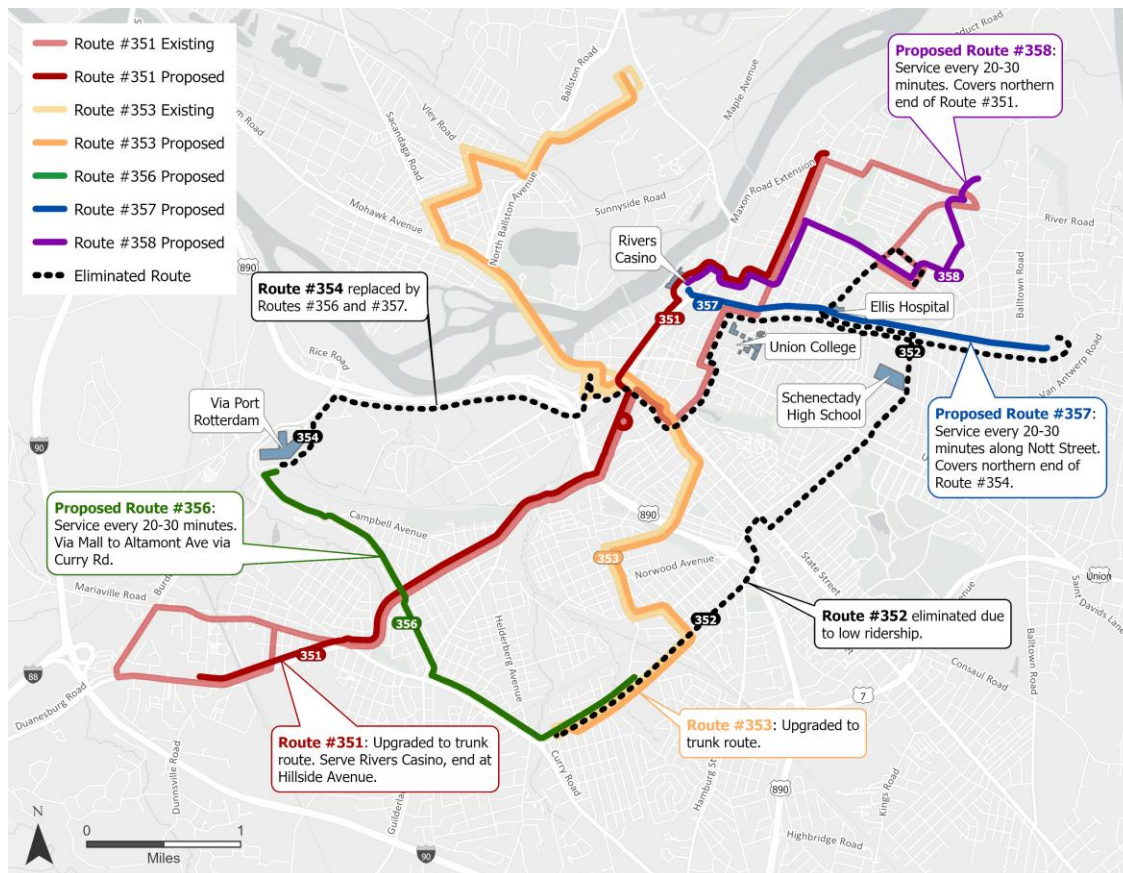 Route #351 Existing
Route #351 Proposed
Route #353 Existing
Route #353 Proposed
Route #356 Proposed
Route #357 Proposed
Route #358 Proposed
Eliminated Route
Proposed Route #358:
Service every 20-30
minutes. Covers northern
end of Route #351.
Ballston Road
Maple Avenue
Vley Road
Sacandaga Road
Maxon Road Extension
Mohawk Avenue
North Ballston Avenue
Sunnyside Road
River Road
Rivers
Casino
890
358
Balltown Road
Route #354 replaced by
Routes #356 and #357.
357
351
Ellis Hospital
Union College
352
Rice Road
Van Antwerp Road
Via Port
Rotterdam
Schenectady
High School
354
90
Proposed Route #357:
Service every 20-30
minutes along Nott Street.
Covers northern end of
Route #354.
Proposed Route #356:
Service every 20-30 minutes.
Via Mall to Altamont Ave via
Curry Rd.
Campbell Avenue
890
353
Norwood Avenue
State Street
Union
Mariaville Road
Saint Davids Lane
356
352
Route #352 eliminated due
to low ridership.
Helderberg Avenue
351
Balltown Road
Consaul Road
88
Duanesburg Road
7
Route #351: Upgraded to trunk
route. Serve Rivers Casino, end at
Hillside Avenue.
Route #353: Upgraded to
trunk route.
Dunnsville Road
Curry Road
890
Kings Road
N
0
1
Miles
Highbridge Road
90